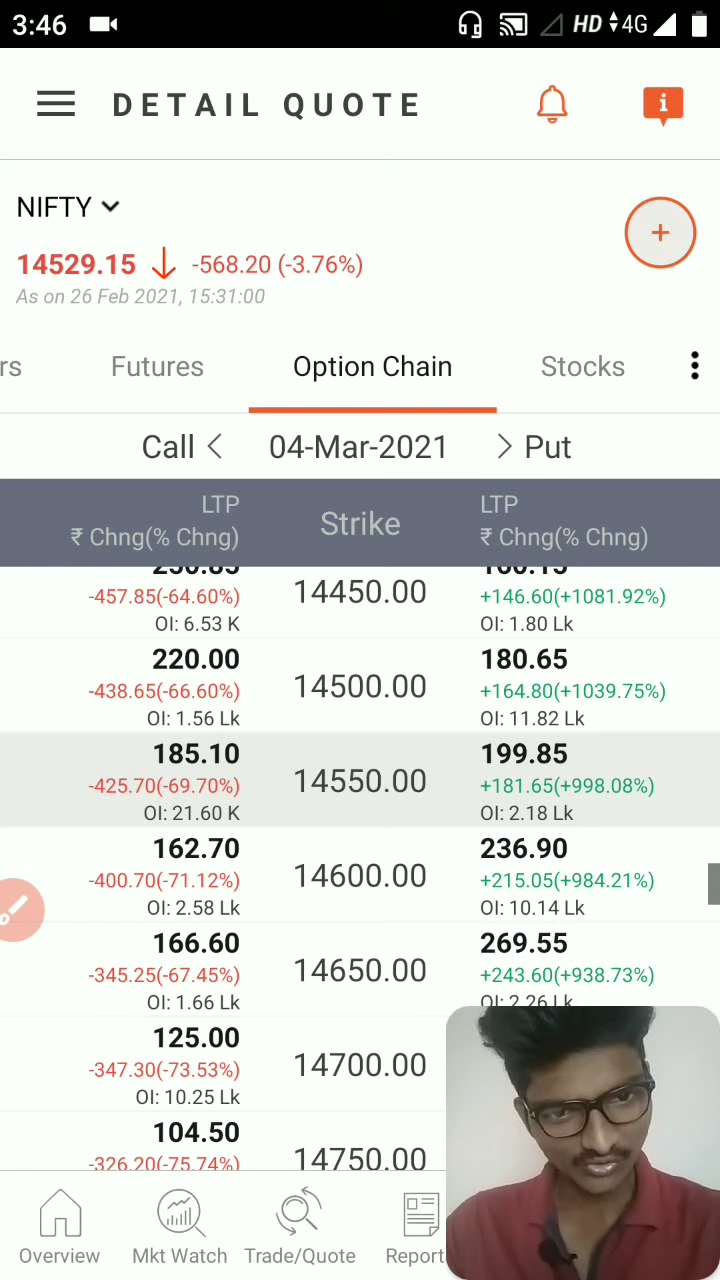 3:46 HD 4G
DETAIL QUOTE
NIFTY
14529.15 -568.20 (-3.76%)
As on 26 Feb 2021, 15:31:00
rs Futures Option Chain Stocks
Call < 04-Mar-2021 > Put
LTP Strike LTP
₹ Chng(% Chng) ₹ Chng(% Chng)
-457.85(-64.60%) 14450.00 +146.60(+1081.92%)
OI: 6.53 K OI: 1.80 Lk
220.00 14500.00 180.65
-438.65(-66.60%) +164.80(+1039.75%)
OI: 1.56 Lk OI: 11.82 Lk
185.10 14550.00 199.85
-425.70(-69.70%) +181.65(+998.08%)
OI: 21.60 K OI: 2.18 Lk
162.70 14600.00 236.90
-400.70(-71.12%) +215.05(+984.21%)
OI: 2.58 Lk OI: 10.14 Lk
166.60 14650.00 269.55
-345.25(-67.45%) +243.60(+938.73%)
OI: 1.66 Lk OI: 2.26 Lk
125.00 14700.00
-347.30(-73.53%)
OI: 10.25 Lk
104.50 14750.00
-326.20(-75.74%)
Overview Mkt Watch Trade/Quote Report